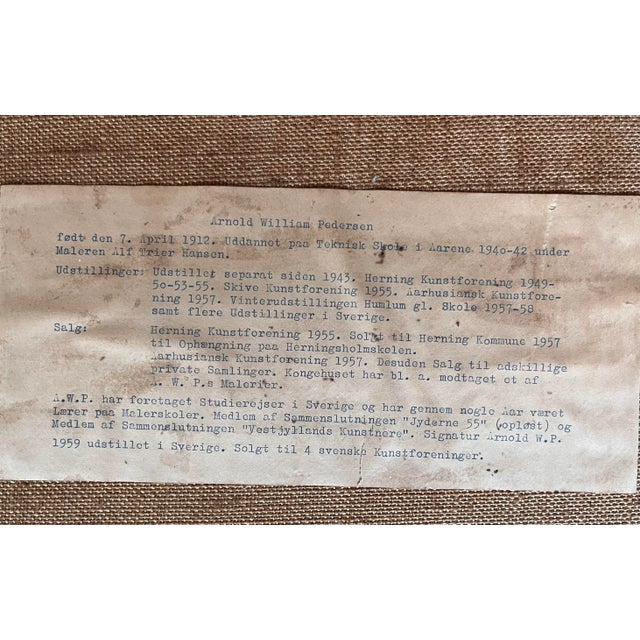 Arnold William Pedersen
født den 7. April 1912. Uddannet paa Teknisk Skole i Aarene 1940-42 under
Maleren Alf Trier Hansen.
Udstillinger: Udstillet separat siden 1943. Herning Kunstforening 1949-
50-53-55. Skive Kunstforening 1955. Aarhusiansk Kunstfore-
ning 1957. Vinterudstillingen Humlum gl. Skole 1957-58
samt flere Udstillinger i Sverige.
Salg: Herning Kunstforening 1955. Solgt til Herning Kommune 1957
til Ophængning paa Herningsholmskolen.
Aarhusiansk Kunstforening 1957. Desuden Salg til adskillige
private Samlinger. Kongehuset har bl. a. modtaget et af
A. W. P.s Malerier.
A.W.P. har foretaget Studierejser i Sverige og har gennem nogle Aar været
Lærer paa Malerskoler. Medlem af Sammenslutningen "Jyderne 55" (opløst) og
Medlem af Sammenslutningen "Vestjyllands Kunstnere". Signatur Arnold W.P.
1959 udstillet i Sverige. Solgt til 4 svenske Kunstforeninger.